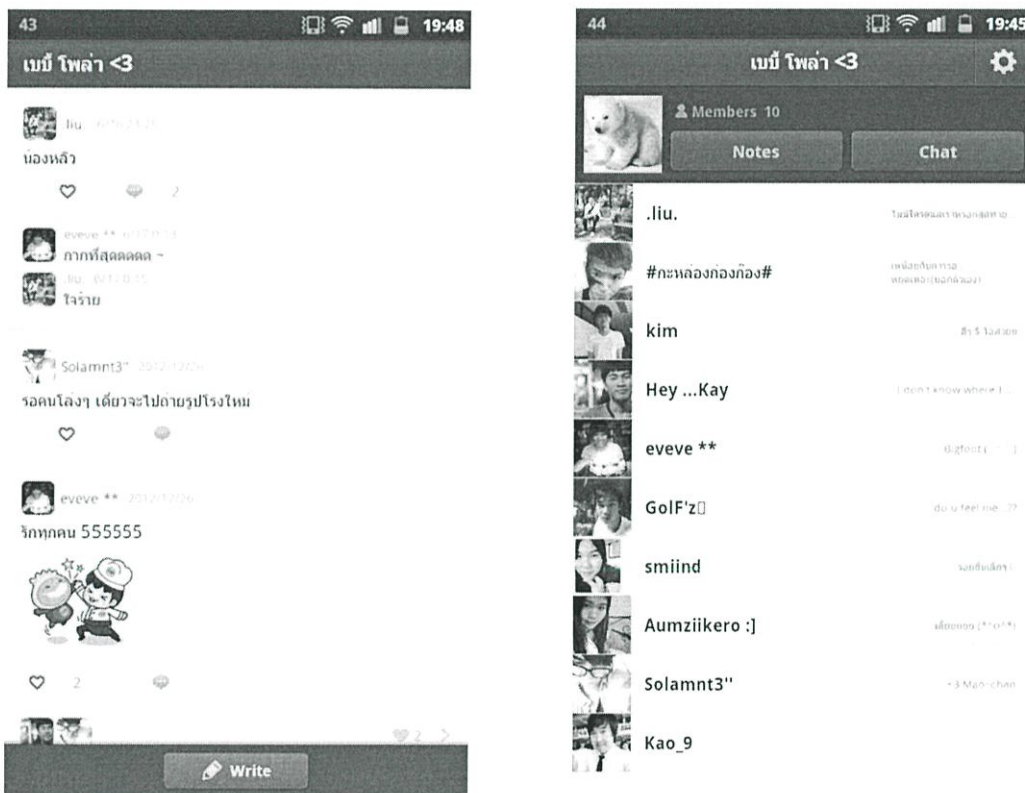 43
19:48
เบบี้ โพล่า <3
.liu.
น้องหลิว
2
eveve **
กากที่สุดดดดด ~
.liu.
ใจร้าย
Solamnt3'' 2012/12/26
รอคนโล่งๆ เดี๋ยวจะไปถ่ายรูปโรงใหม่
eveve ** 2012/12/26
รักทุกคน 555555
2
2
Write
44
19:45
เบบี้ โพล่า <3
Members 10
Notes
Chat
.liu.
#กะหล่องก่องก๊อง#
kim
Hey ...Kay
I don't know where I...
eveve **
bigfoot
GolF'z
do u feel me ..??
smiind
Aumziikero :]
Solamnt3''
<3 Man-chan
Kao_9